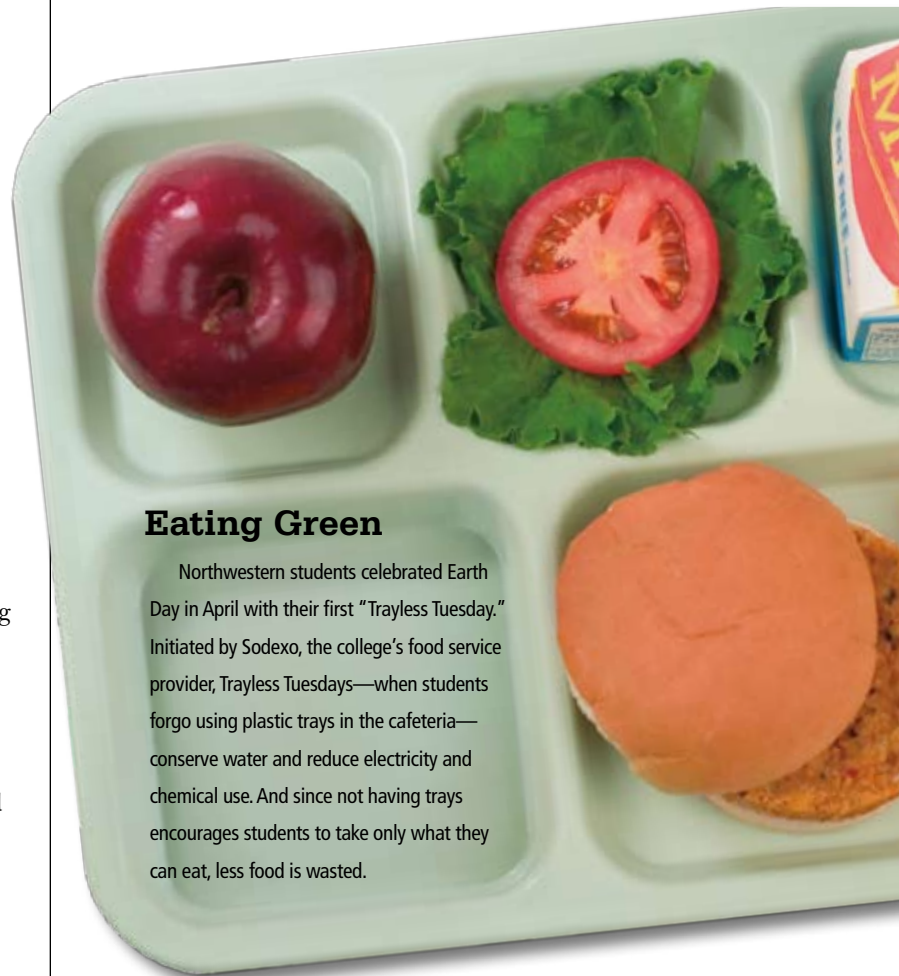 Eating Green
Northwestern students celebrated Earth
Day in April with their first “Trayless Tuesday.”
Initiated by Sodexo, the college’s food service
provider, Trayless Tuesdays—when students
forgo using plastic trays in the cafeteria—
conserve water and reduce electricity and
chemical use. And since not having trays
encourages students to take only what they
can eat, less food is wasted.